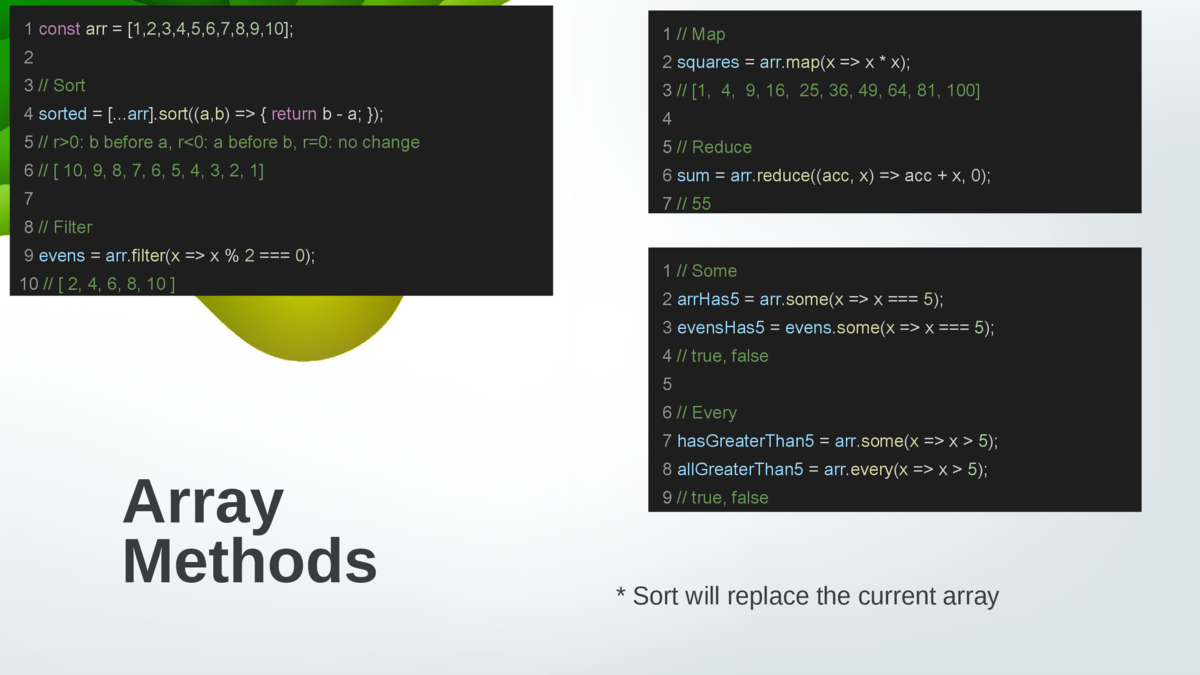 1 const arr = [1,2,3,4,5,6,7,8,9,10];
2
3 // Sort
4 sorted = [...arr].sort((a,b) => { return b - a; });
5 // r>0: b before a, r<0: a before b, r=0: no change
6 // [ 10, 9, 8, 7, 6, 5, 4, 3, 2, 1]
7
8 // Filter
9 evens = arr.filter(x => x % 2 === 0);
10 // [ 2, 4, 6, 8, 10 ]
1 // Map
2 squares = arr.map(x => x * x);
3 // [1, 4, 9, 16, 25, 36, 49, 64, 81, 100]
4
5 // Reduce
6 sum = arr.reduce((acc, x) => acc + x, 0);
7 // 55
1 // Some
2 arrHas5 = arr.some(x => x === 5);
3 evensHas5 = evens.some(x => x === 5);
4 // true, false
5
6 // Every
7 hasGreaterThan5 = arr.some(x => x > 5);
8 allGreaterThan5 = arr.every(x => x > 5);
9 // true, false
Array
Methods
* Sort will replace the current array